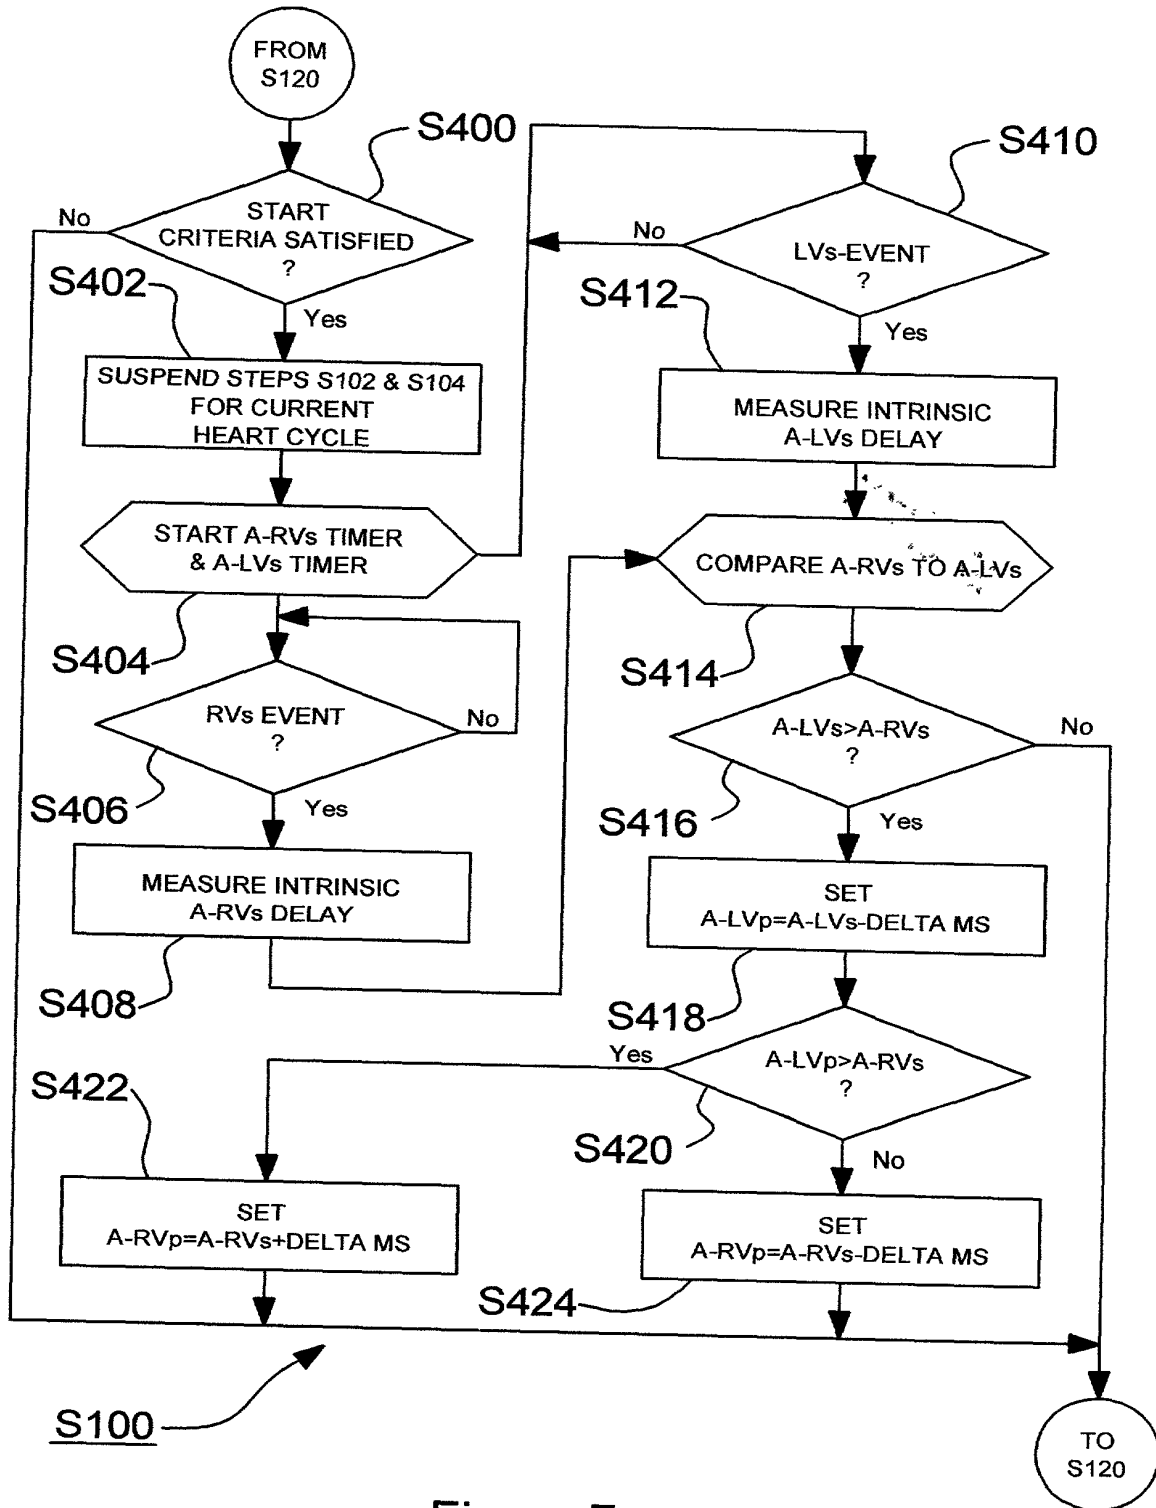 FROM
S120
S400
START
CRITERIA SATISFIED
?
No
Yes
S402
SUSPEND STEPS S102 & S104
FOR CURRENT
HEART CYCLE
START A-RVs TIMER
& A-LVs TIMER
S404
RVs EVENT
?
No
S406
Yes
MEASURE INTRINSIC
A-RVs DELAY
S408
S410
LVs-EVENT
?
No
Yes
S412
MEASURE INTRINSIC
A-LVs DELAY
COMPARE A-RVs TO A-LVs
S414
A-LVs>A-RVs
?
No
S416
Yes
SET
A-LVp=A-LVs-DELTA MS
S418
A-LVp>A-RVs
?
Yes
S420
No
S422
SET
A-RVp=A-RVs+DELTA MS
SET
A-RVp=A-RVs-DELTA MS
S424
S100
TO
S120